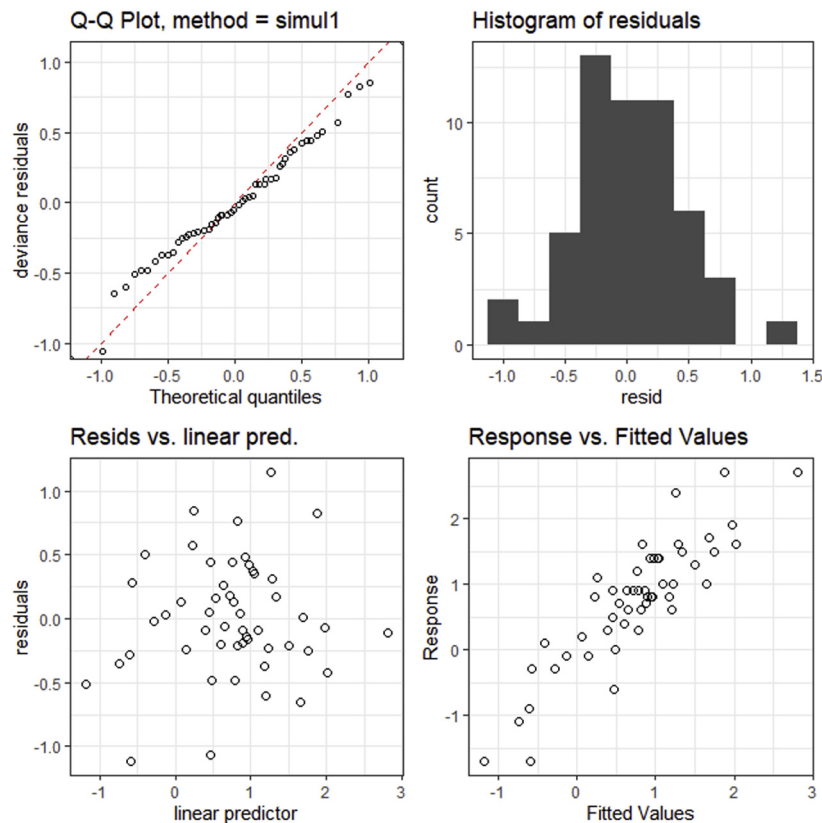 Q-Q Plot, method = simul1
1.0
0.5
0.0
-0.5
-1.0
deviance residuals
-1.0 -0.5 0.0 0.5 1.0
Theoretical quantiles
Histogram of residuals
10
5
0
count
-1.0 -0.5 0.0 0.5 1.0 1.5
resid
Resids vs. linear pred.
1.0
0.5
0.0
-0.5
-1.0
residuals
-1 0 1 2 3
linear predictor
Response vs. Fitted Values
2
1
0
-1
Response
-1 0 1 2 3
Fitted Values